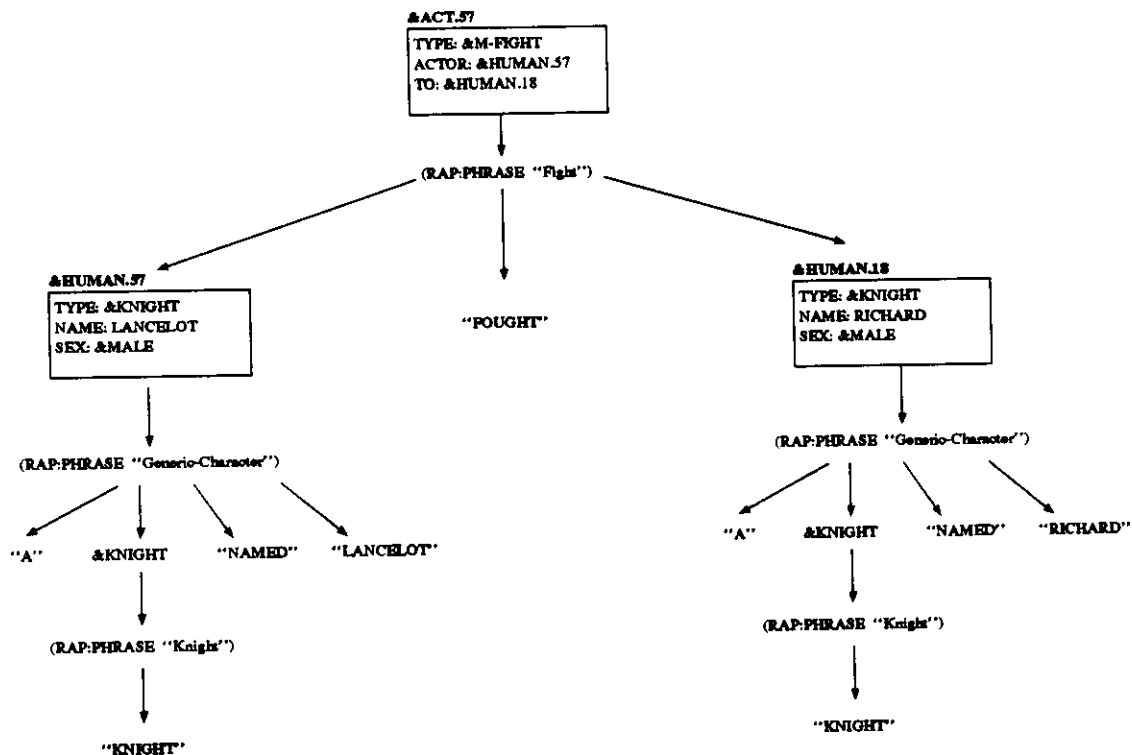 &ACT.57
TYPE: &M-FIGHT
ACTOR: &HUMAN.57
TO: &HUMAN.18
(RAP:PHRASE “Fight”)
&HUMAN.57
TYPE: &KNIGHT
NAME: LANCELOT
SEX: &MALE
“FOUGHT”
&HUMAN.18
TYPE: &KNIGHT
NAME: RICHARD
SEX: &MALE
(RAP:PHRASE “Generic-Character”)
(RAP:PHRASE “Generic-Character”)
“A” &KNIGHT “NAMED” “LANCELOT”
“A” &KNIGHT “NAMED” “RICHARD”
(RAP:PHRASE “Knight”)
(RAP:PHRASE “Knight”)
“KNIGHT”
“KNIGHT”